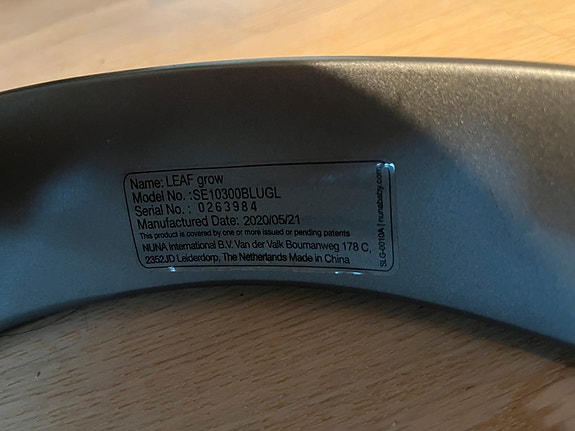 Name: LEAF grow
Model No. :SE10300BLUGL
Serial No. : 0263984
Manufactured Date: 2020/05/21
This product is covered by one or more issued or pending patents
NUNA International B.V. Van der Valk Boumanweg 178 C,
2352JD Leiderdorp, The Netherlands Made in China
SLG-0010A | nunababy.com